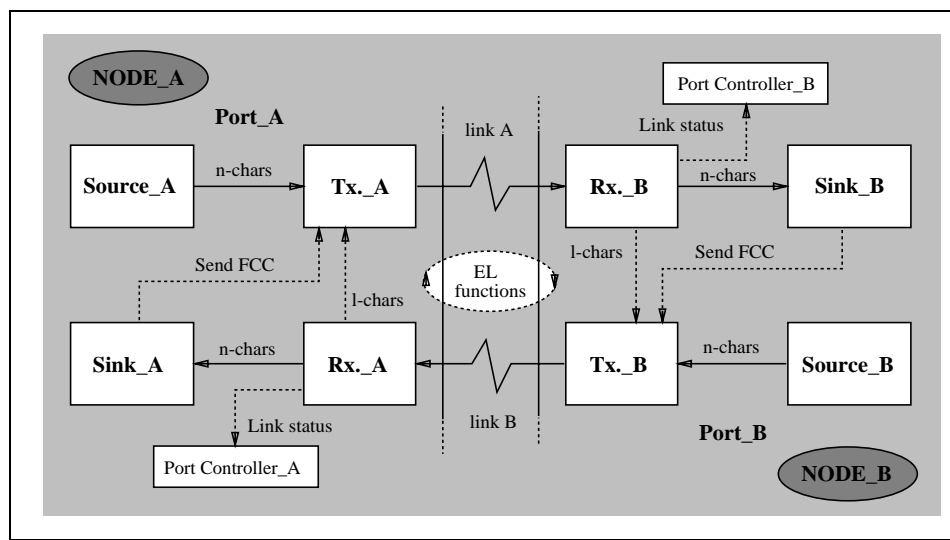 NODE_A
Port Controller_B
Port_A
link A
Link status
n-chars
n-chars
Source_A
Tx._A
Rx._B
Sink_B
Send FCC
l-chars
EL
functions
l-chars
Send FCC
n-chars
n-chars
Sink_A
Rx._A
Tx._B
Source_B
Link status
link B
Port_B
Port Controller_A
NODE_B